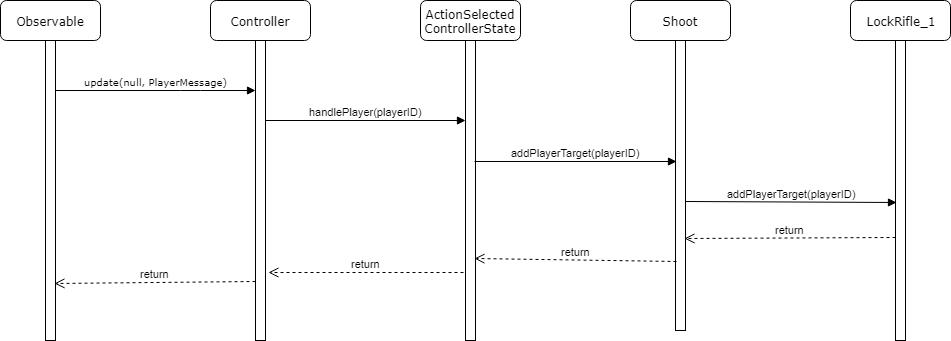 Observable
Controller
ActionSelected
ControllerState
Shoot
LockRifle_1
update(null, PlayerMessage)
handlePlayer(playerID)
addPlayerTarget(playerID)
addPlayerTarget(playerID)
return
return
return
return